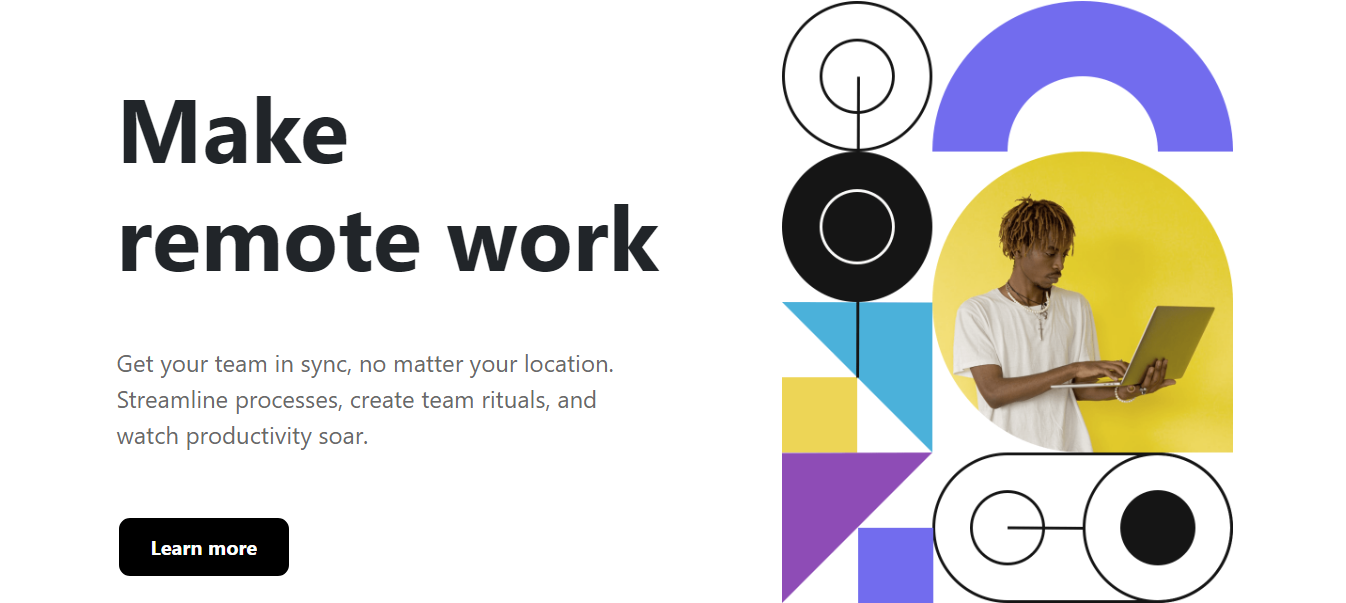 Make
remote work
Get your team in sync, no matter your location.
Streamline processes, create team rituals, and
watch productivity soar.
Learn more